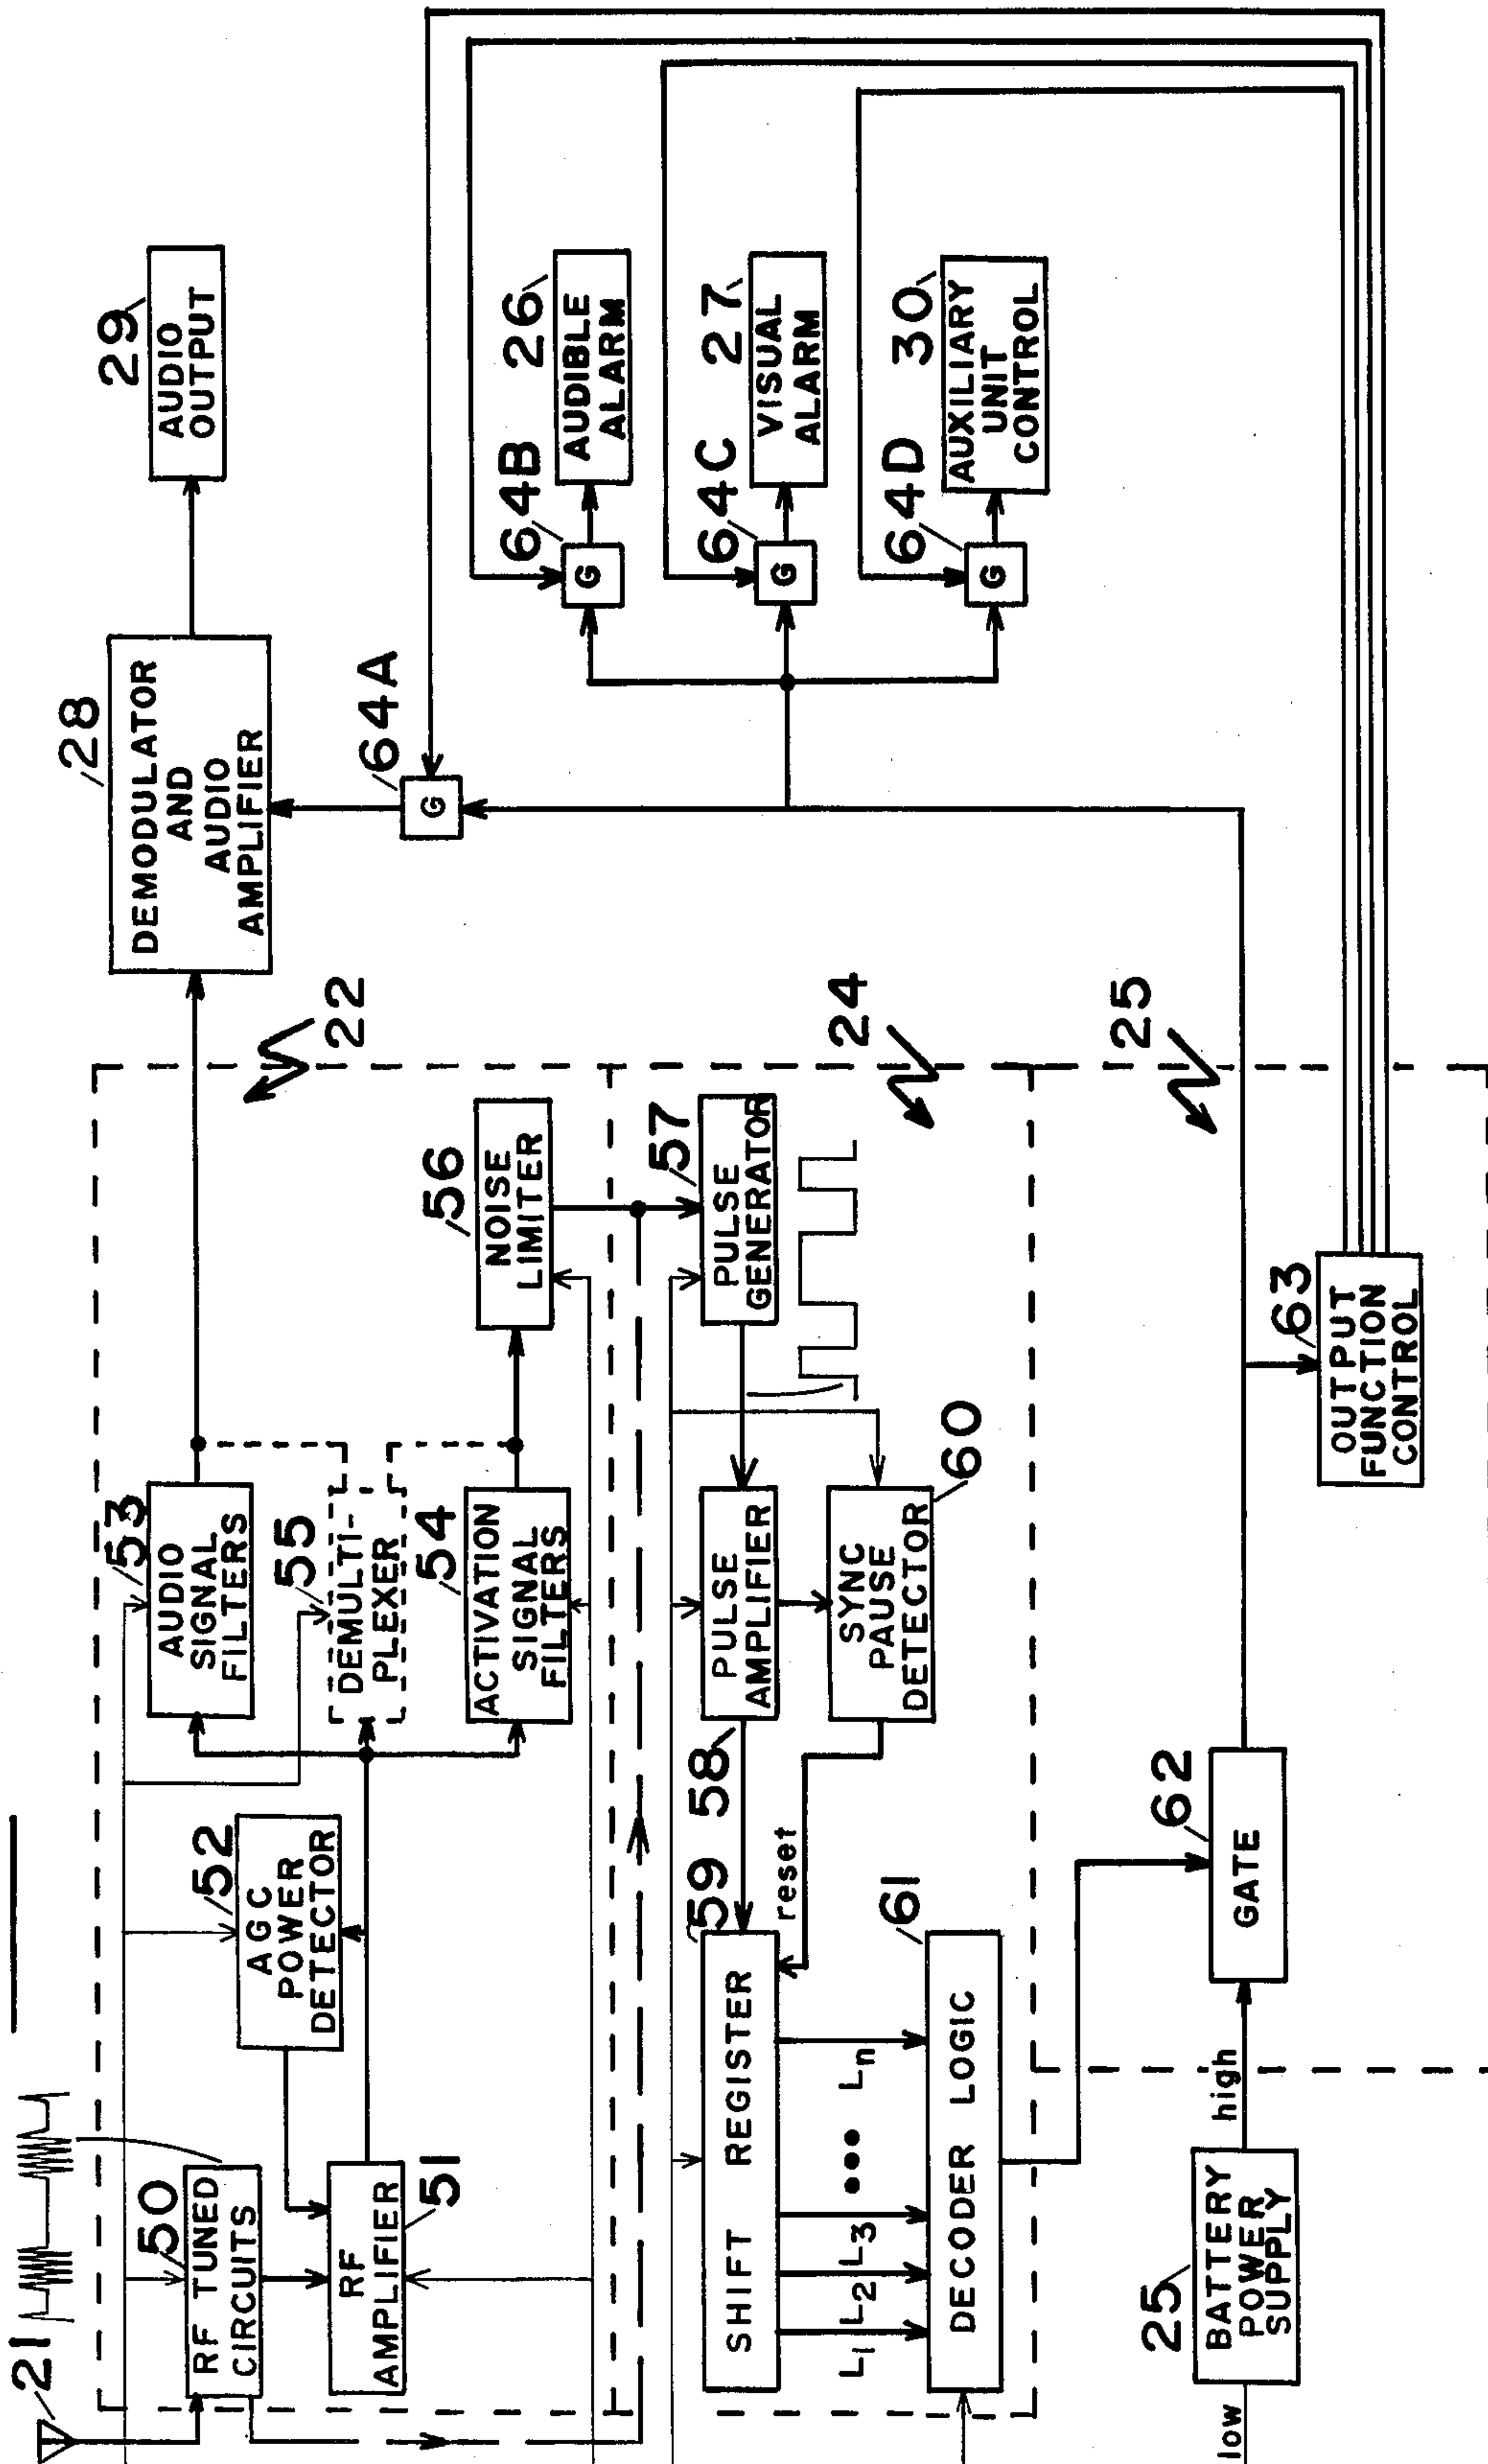 21
50
RF TUNED
CIRCUITS
RF
AMPLIFIER
51
52
AGC
POWER
DETECTOR
53
AUDIO
SIGNAL
FILTERS
55
DEMULTI-
PLEXER
54
ACTIVATION
SIGNAL
FILTERS
56
NOISE
LIMITER
22
28
DEMODULATOR
AND
AUDIO
AMPLIFIER
29
AUDIO
OUTPUT
64A
G
64B
G
26
AUDIBLE
ALARM
64C
G
27
VISUAL
ALARM
64D
G
30
AUXILIARY
UNIT
CONTROL
59
SHIFT REGISTER
reset
58
PULSE
AMPLIFIER
57
PULSE
GENERATOR
24
SYNC
PAUSE
DETECTOR
60
L1
L2
L3
Ln
61
DECODER LOGIC
25
BATTERY
POWER
SUPPLY
low
high
62
GATE
63
OUTPUT
FUNCTION
CONTROL
25